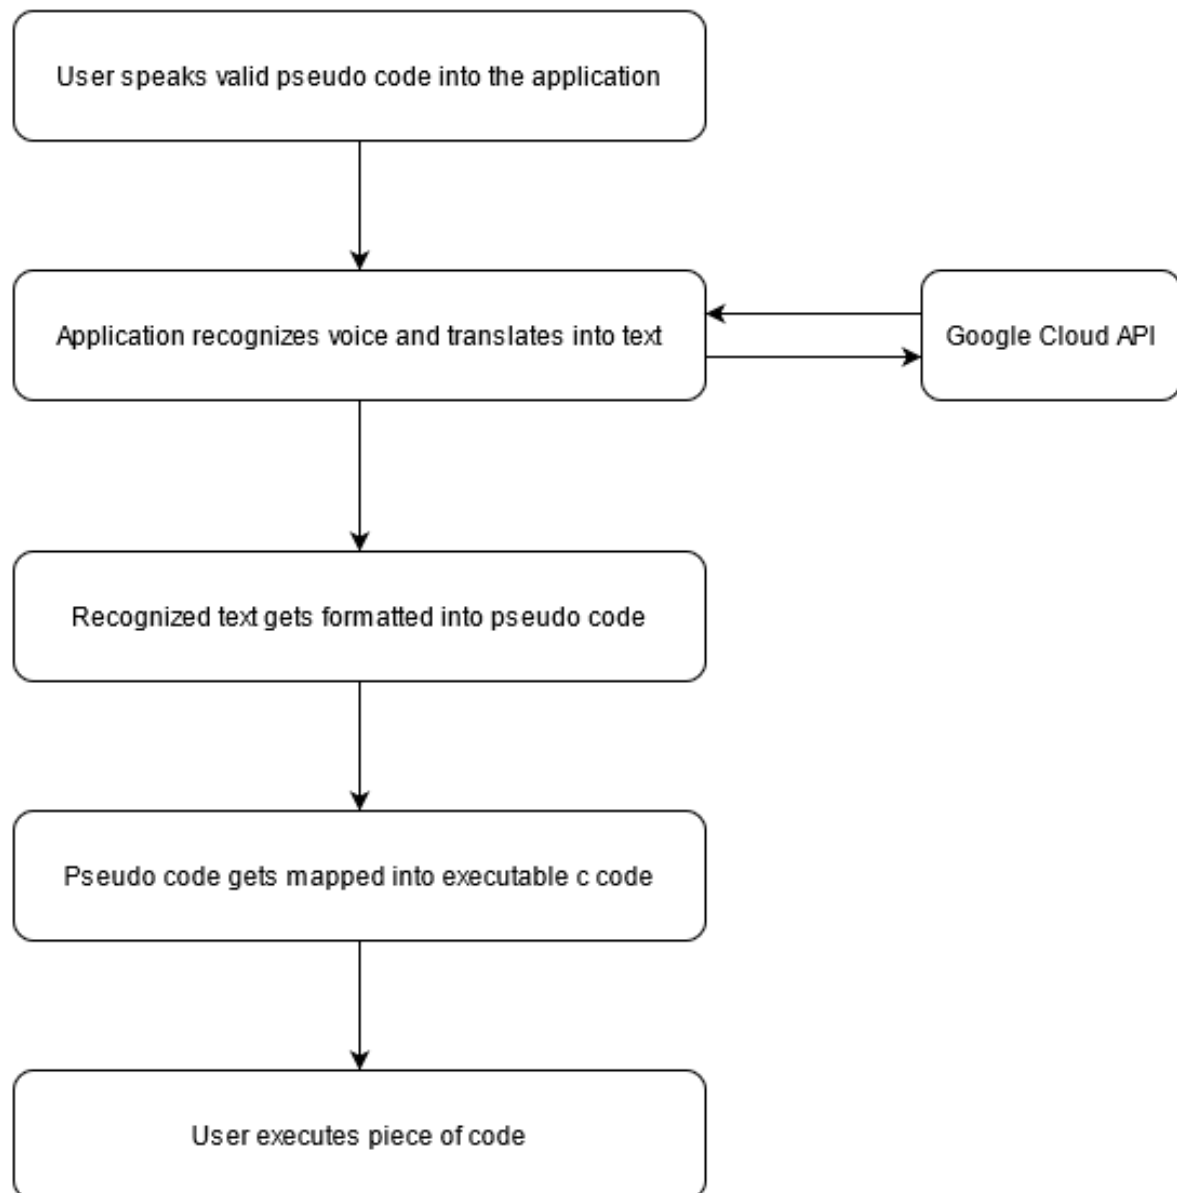 User speaks valid pseudo code into the application
Application recognizes voice and translates into text
Google Cloud API
Recognized text gets formatted into pseudo code
Pseudo code gets mapped into executable c code
User executes piece of code